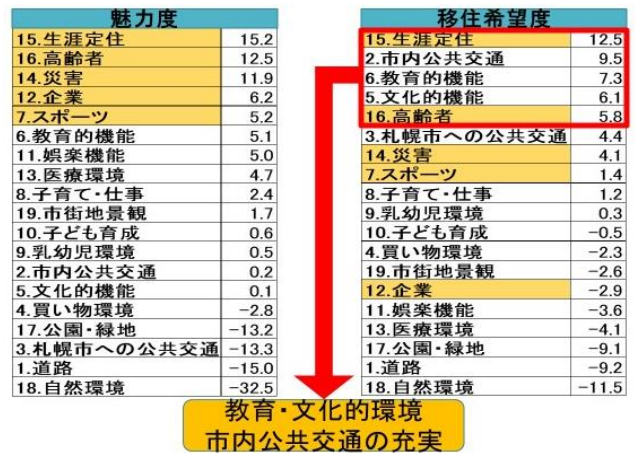 魅力度
15.生涯定住 15.2
16.高齢者 12.5
14.災害 11.9
12.企業 6.2
7.スポーツ 5.2
6.教育的機能 5.1
11.娯楽機能 5.0
13.医療環境 4.7
8.子育て・仕事 2.4
19.市街地景観 1.7
10.子ども育成 0.6
9.乳幼児環境 0.5
2.市内公共交通 0.2
5.文化的機能 0.1
4.買い物環境 −2.8
17.公園・緑地 −13.2
3.札幌市への公共交通 −13.3
1.道路 −15.0
18.自然環境 −32.5
移住希望度
15.生涯定住 12.5
2.市内公共交通 9.5
6.教育的機能 7.3
5.文化的機能 6.1
16.高齢者 5.8
3.札幌市への公共交通 4.4
14.災害 4.1
7.スポーツ 1.4
8.子育て・仕事 1.2
9.乳幼児環境 0.3
10.子ども育成 −0.5
4.買い物環境 −2.3
19.市街地景観 −2.6
12.企業 −2.9
11.娯楽機能 −3.6
13.医療環境 −4.1
17.公園・緑地 −9.1
1.道路 −9.2
18.自然環境 −11.5
教育・文化的環境
市内公共交通の充実